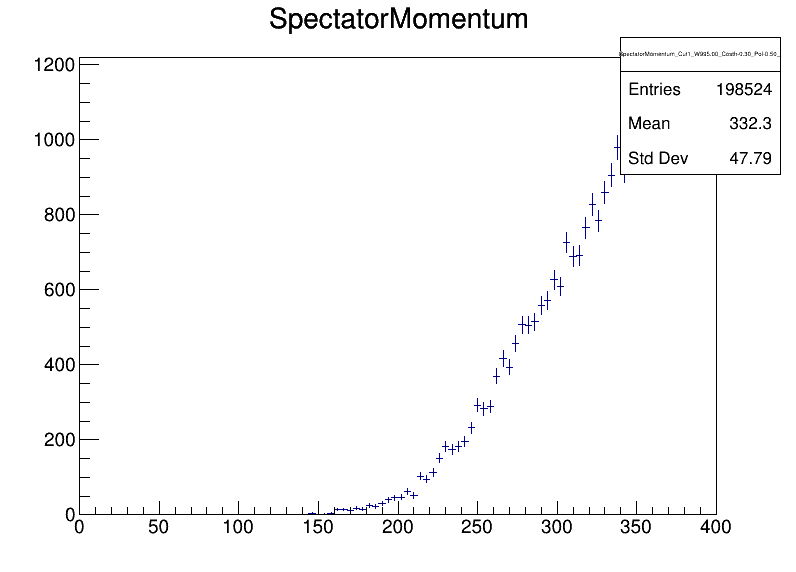 SpectatorMomentum
SpectatorMomentum_Cut1_W995.00_Costh-0.30_Pol-0.50_
Entries 198524
Mean 332.3
Std Dev 47.79
1200
1000
800
600
400
200
0
0 50 100 150 200 250 300 350 400